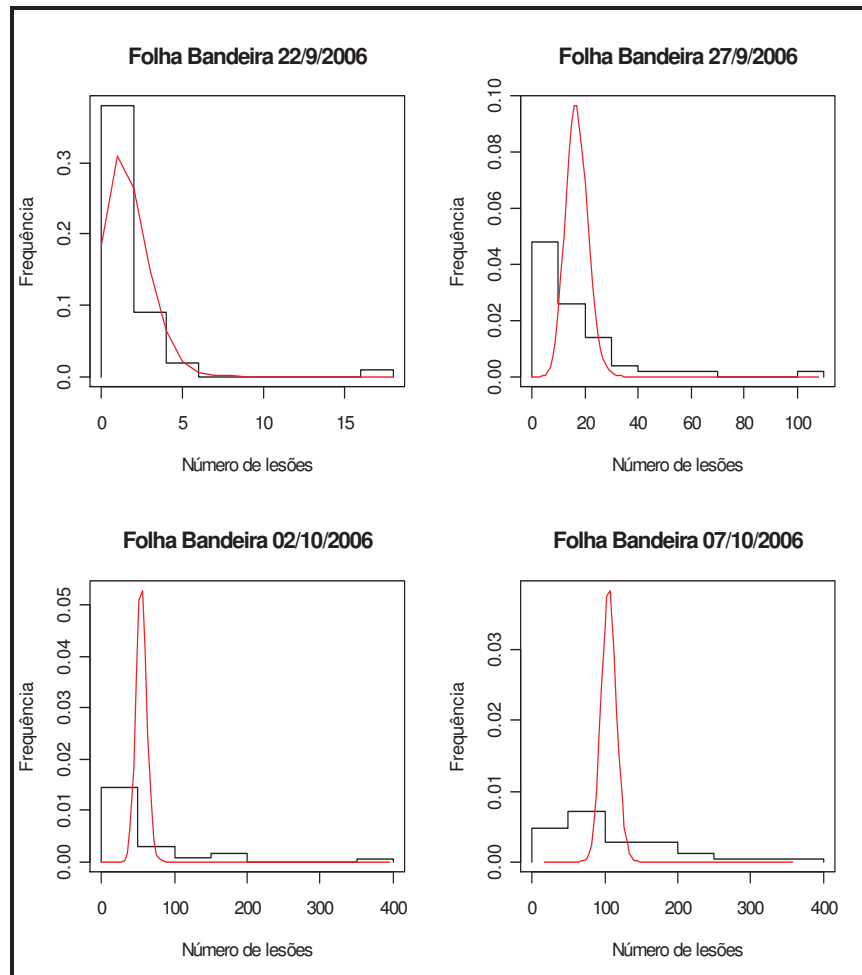 Folha Bandeira 22/9/2006
Frequência
0.0 0.1 0.2 0.3
0 5 10 15
Número de lesões
Folha Bandeira 27/9/2006
Frequência
0.00 0.02 0.04 0.06 0.08 0.10
0 20 40 60 80 100
Número de lesões
Folha Bandeira 02/10/2006
Frequência
0.00 0.01 0.02 0.03 0.04 0.05
0 100 200 300 400
Número de lesões
Folha Bandeira 07/10/2006
Frequência
0.00 0.01 0.02 0.03
0 100 200 300 400
Número de lesões